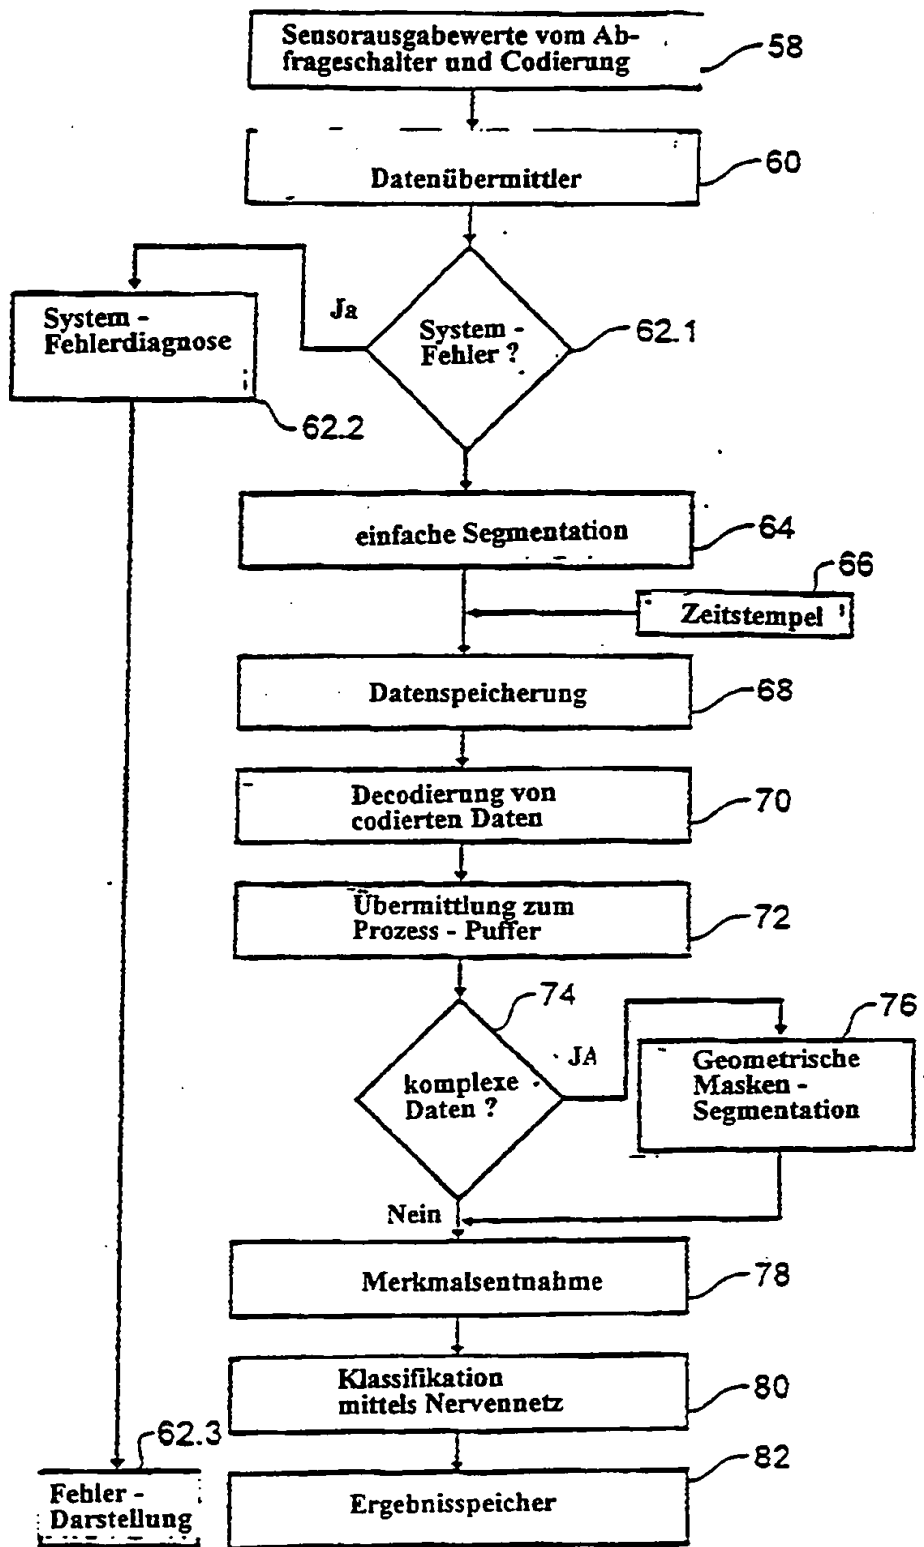 Sensorausgabewerte vom Ab-
frageschalter und Codierung
58
Datenübermittler
60
Ja
System -
Fehler ?
62.1
System -
Fehlerdiagnose
62.2
einfache Segmentation
64
66
Zeitstempel
Datenspeicherung
68
Decodierung von
codierten Daten
70
Übermittlung zum
Prozess - Puffer
72
74
komplexe
Daten ?
JA
76
Geometrische
Masken -
Segmentation
Nein
Merkmalsentnahme
78
Klassifikation
mittels Nervennetz
80
62.3
Fehler -
Darstellung
82
Ergebnisspeicher